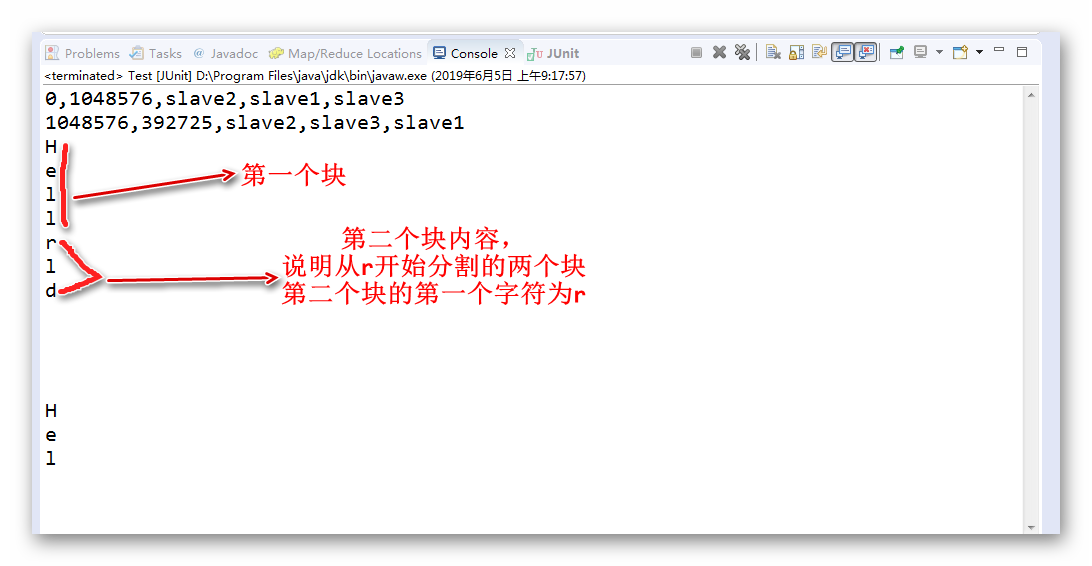 Problems Tasks @ Javadoc Map/Reduce Locations Console JUnit
<terminated> Test [JUnit] D:\Program Files\java\jdk\bin\javaw.exe (2019年6月5日 上午9:17:57)
0,1048576,slave2,slave1,slave3
1048576,392725,slave2,slave3,slave1
H
e
l
l
r
l
d
第一个块
第二个块内容，
说明从r开始分割的两个块
第二个块的第一个字符为r
H
e
l